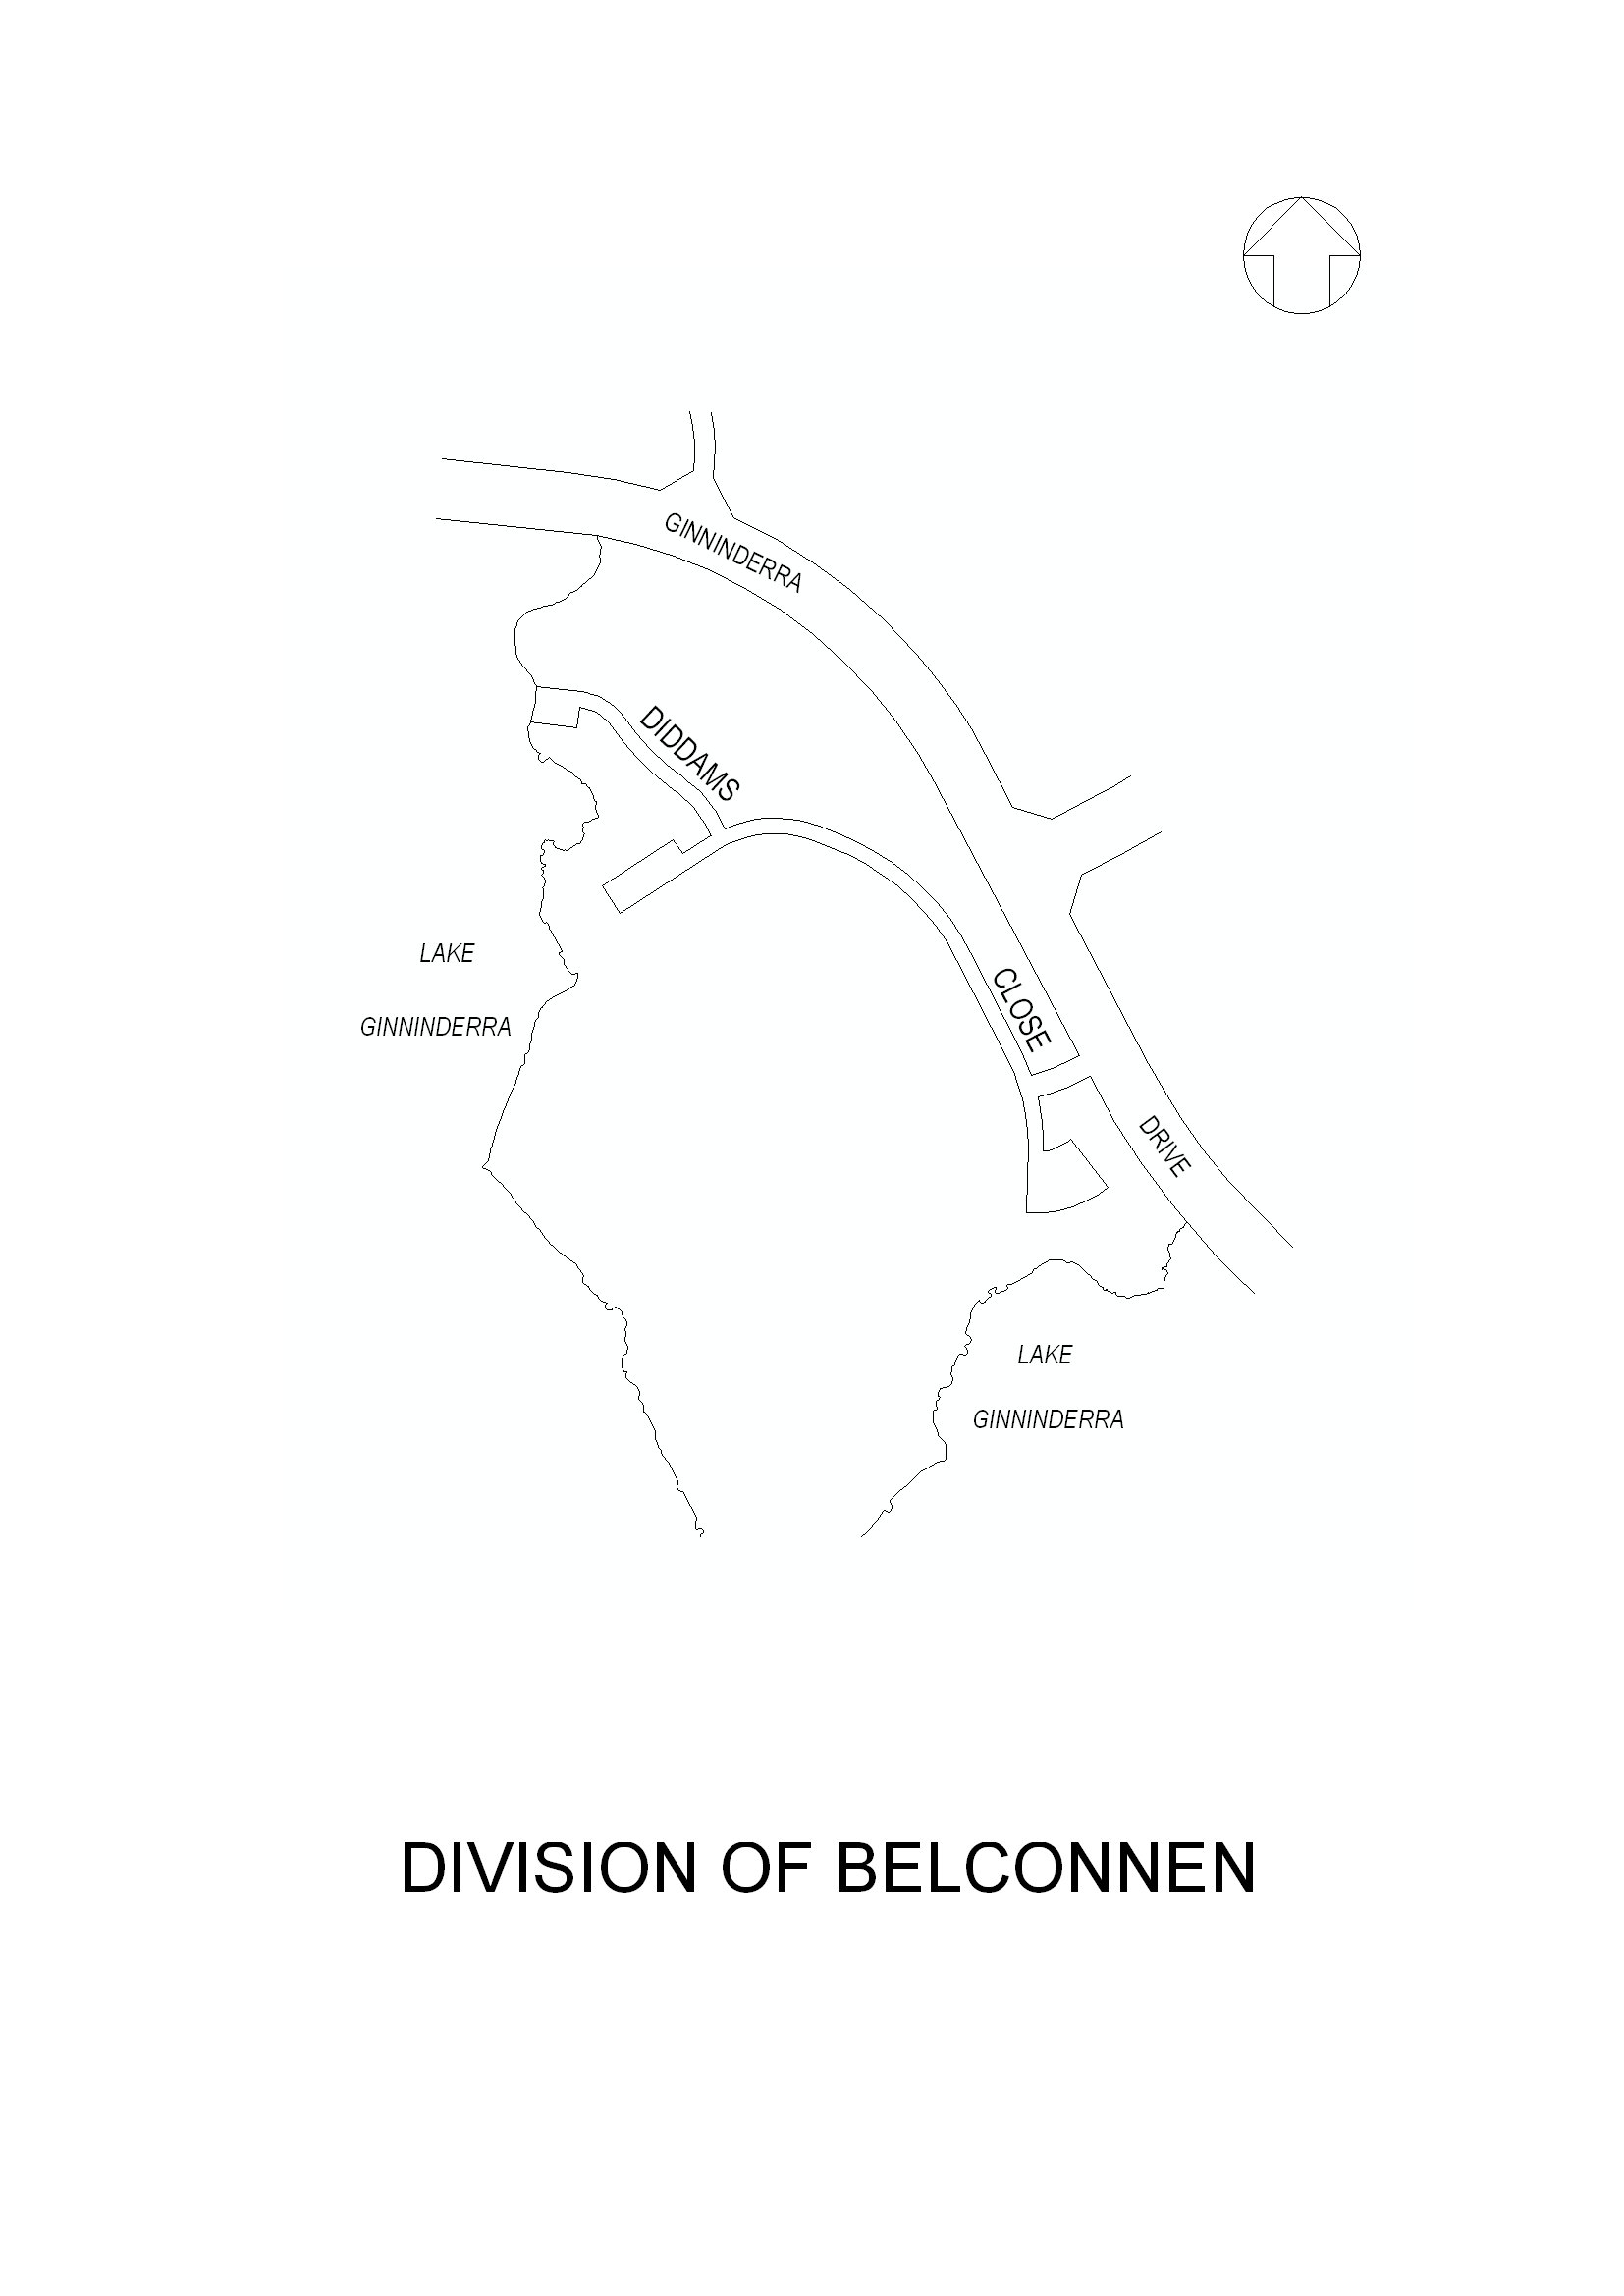 GINNINDERRA
DIDDAMS
LAKE
GINNINDERRA
CLOSE
DRIVE
LAKE
GINNINDERRA
DIVISION OF BELCONNEN